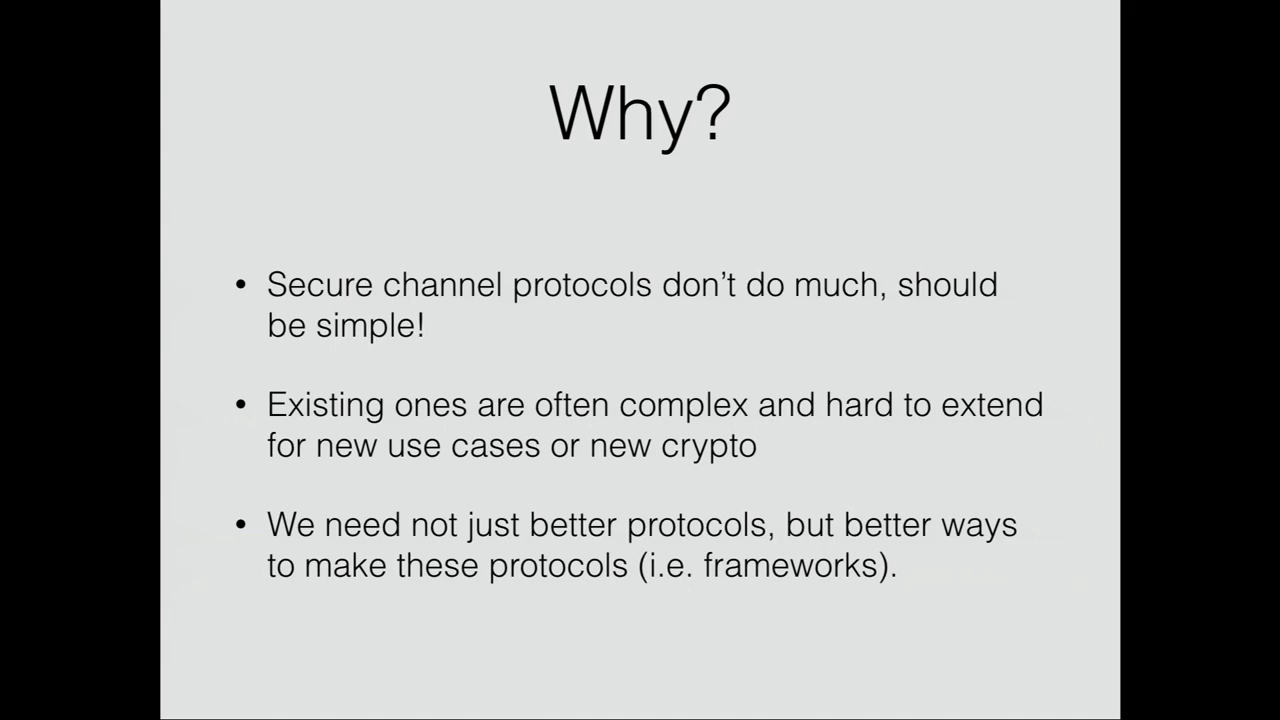 Why?
• Secure channel protocols don’t do much, should
be simple!
• Existing ones are often complex and hard to extend
for new use cases or new crypto
• We need not just better protocols, but better ways
to make these protocols (i.e. frameworks).